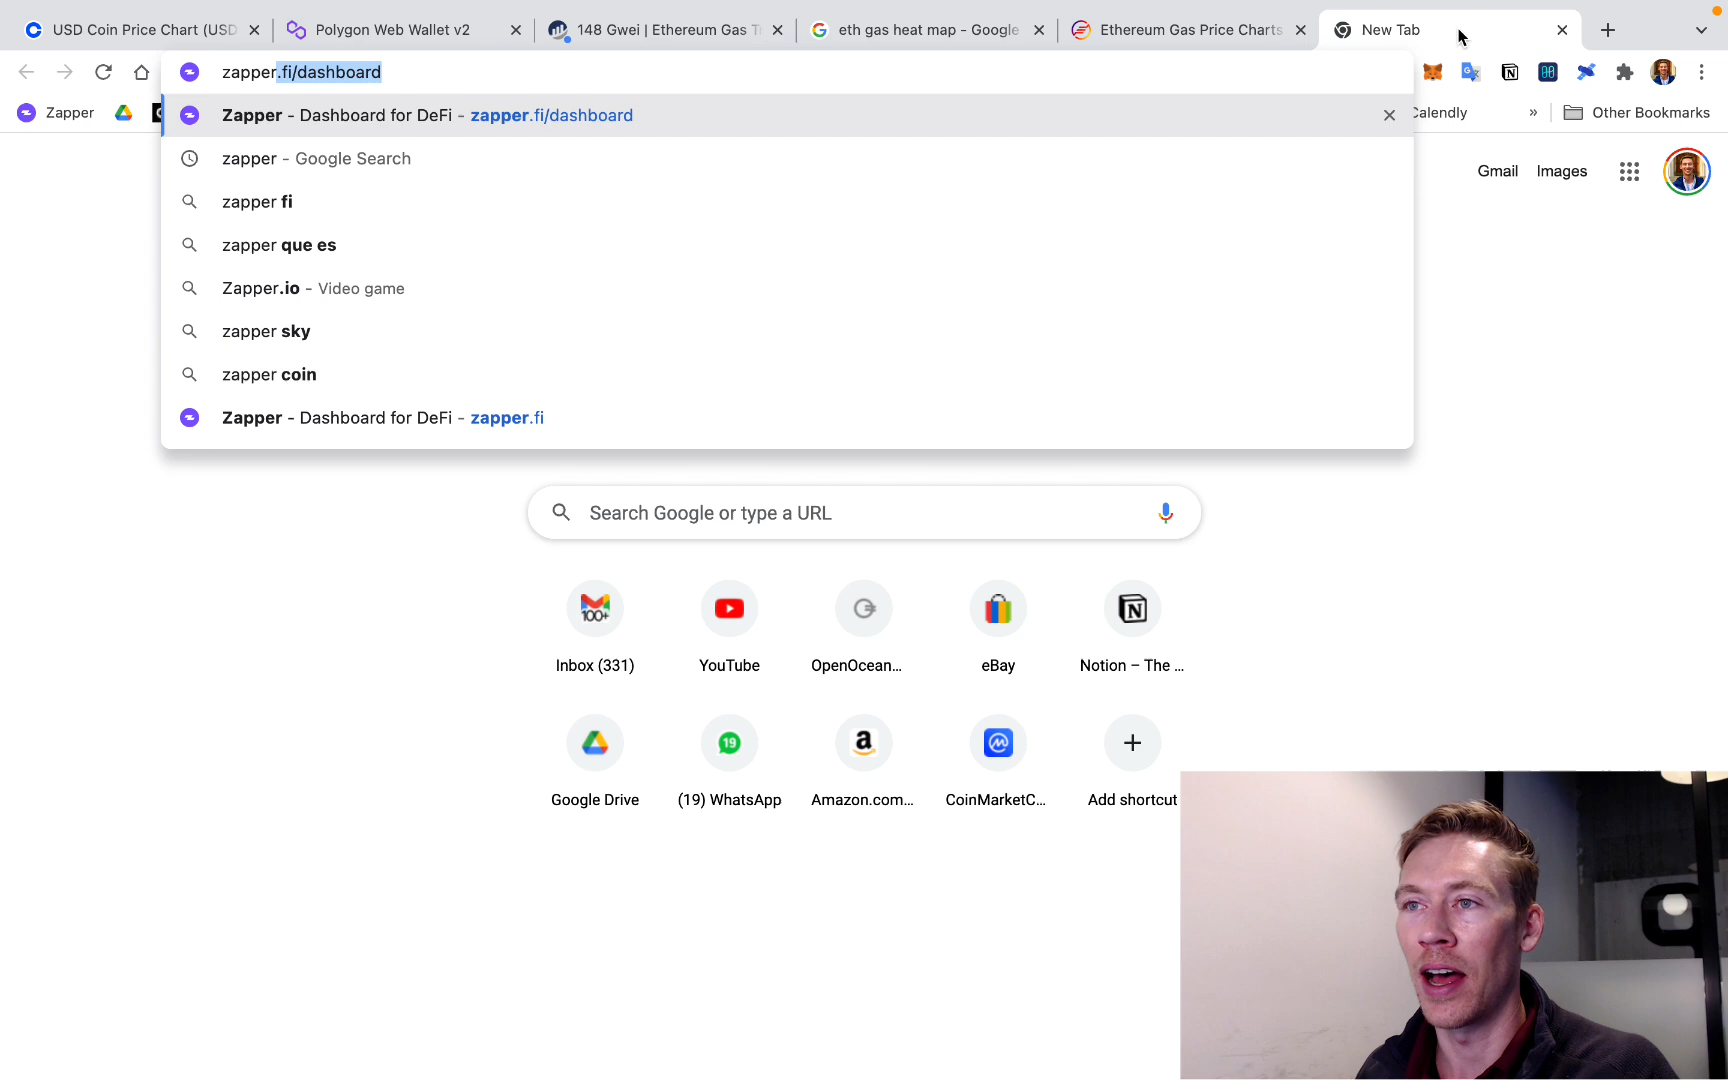 USD Coin Price Chart (USD
Polygon Web Wallet v2
148 Gwei | Ethereum Gas T
eth gas heat map - Google
Ethereum Gas Price Charts
New Tab
zapper.fi/dashboard
Zapper
Zapper - Dashboard for DeFi - zapper.fi/dashboard
Calendly
»
Other Bookmarks
zapper - Google Search
Gmail
Images
zapper fi
zapper que es
Zapper.io - Video game
zapper sky
zapper coin
Zapper - Dashboard for DeFi - zapper.fi
Search Google or type a URL
100+
Inbox (331)
YouTube
OpenOcean...
eBay
Notion – The ...
19
Google Drive
(19) WhatsApp
Amazon.com...
CoinMarketC...
Add shortcut